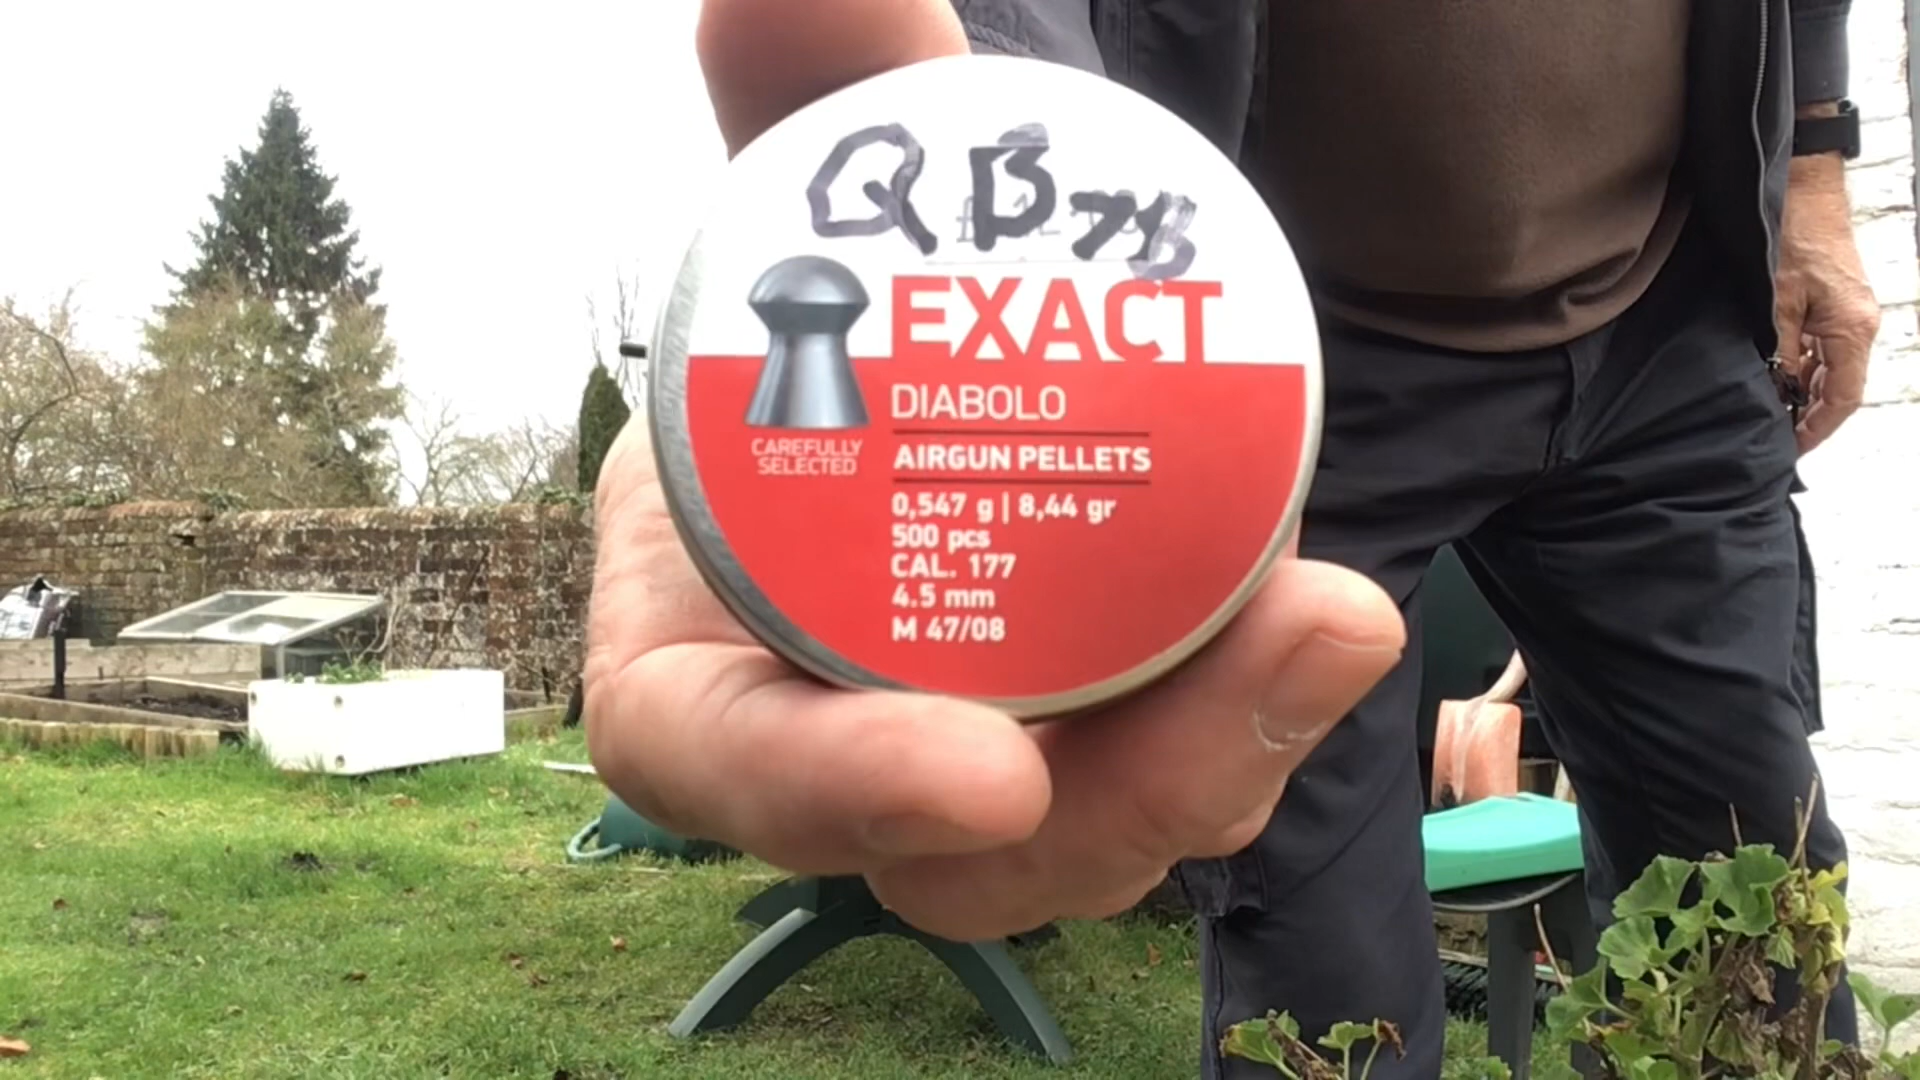 QB78
EXACT
DIABOLO
CAREFULLY
SELECTED
AIRGUN PELLETS
0,547 g | 8,44 gr
500 pcs
CAL. 177
4.5 mm
M 47/08